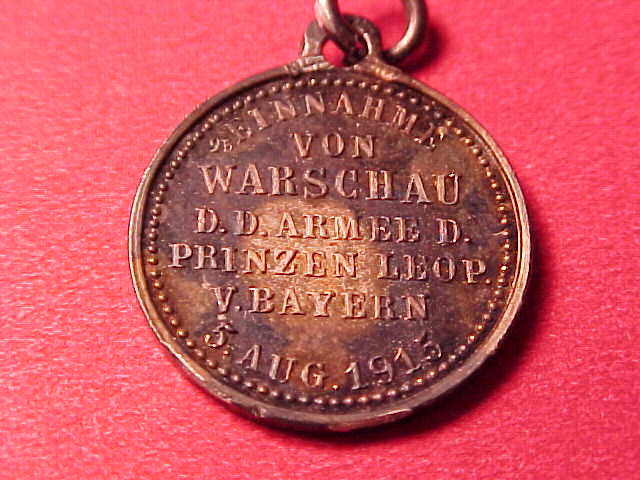 EINNAHME
VON
WARSCHAU
D. D. ARMEE D.
PRINZEN LEOP.
V. BAYERN
5. AUG. 1915